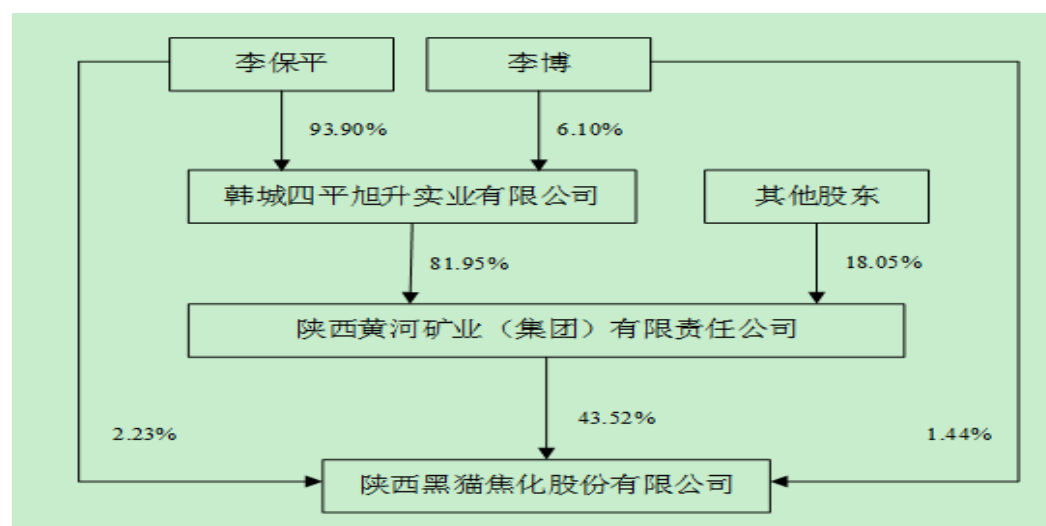 李保平
李博
93.90%
6.10%
韩城四平旭升实业有限公司
其他股东
81.95%
18.05%
陕西黄河矿业（集团）有限责任公司
43.52%
2.23%
1.44%
陕西黑猫焦化股份有限公司